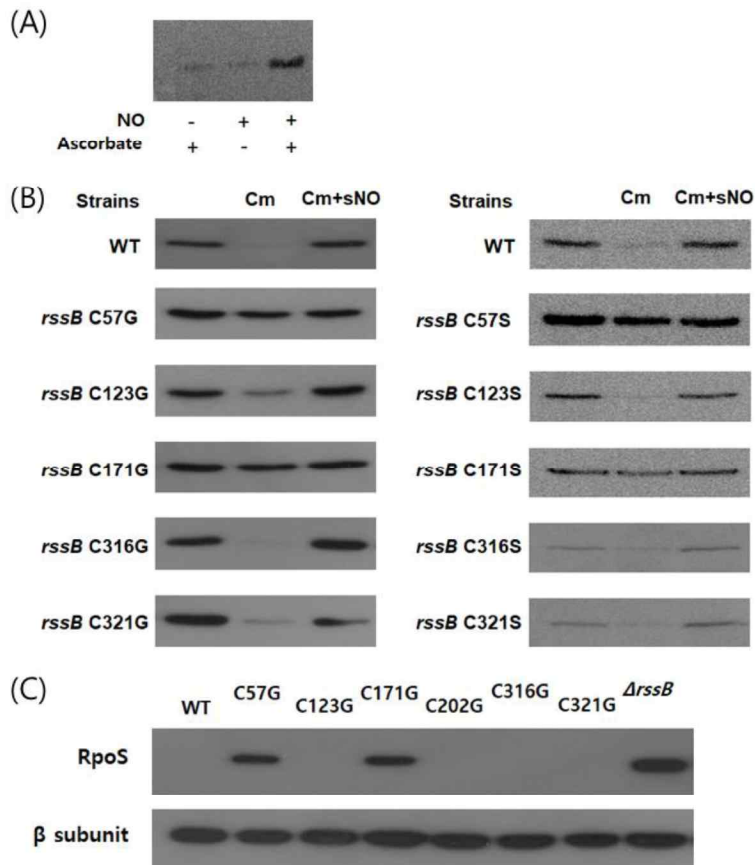 (A)
NO - + +
Ascorbate + - +
(B)
Strains Cm Cm+sNO
WT
rssB C57G
rssB C123G
rssB C171G
rssB C316G
rssB C321G
Strains Cm Cm+sNO
WT
rssB C57S
rssB C123S
rssB C171S
rssB C316S
rssB C321S
(C)
WT C57G C123G C171G C202G C316G C321G ΔrssB
RpoS
β subunit